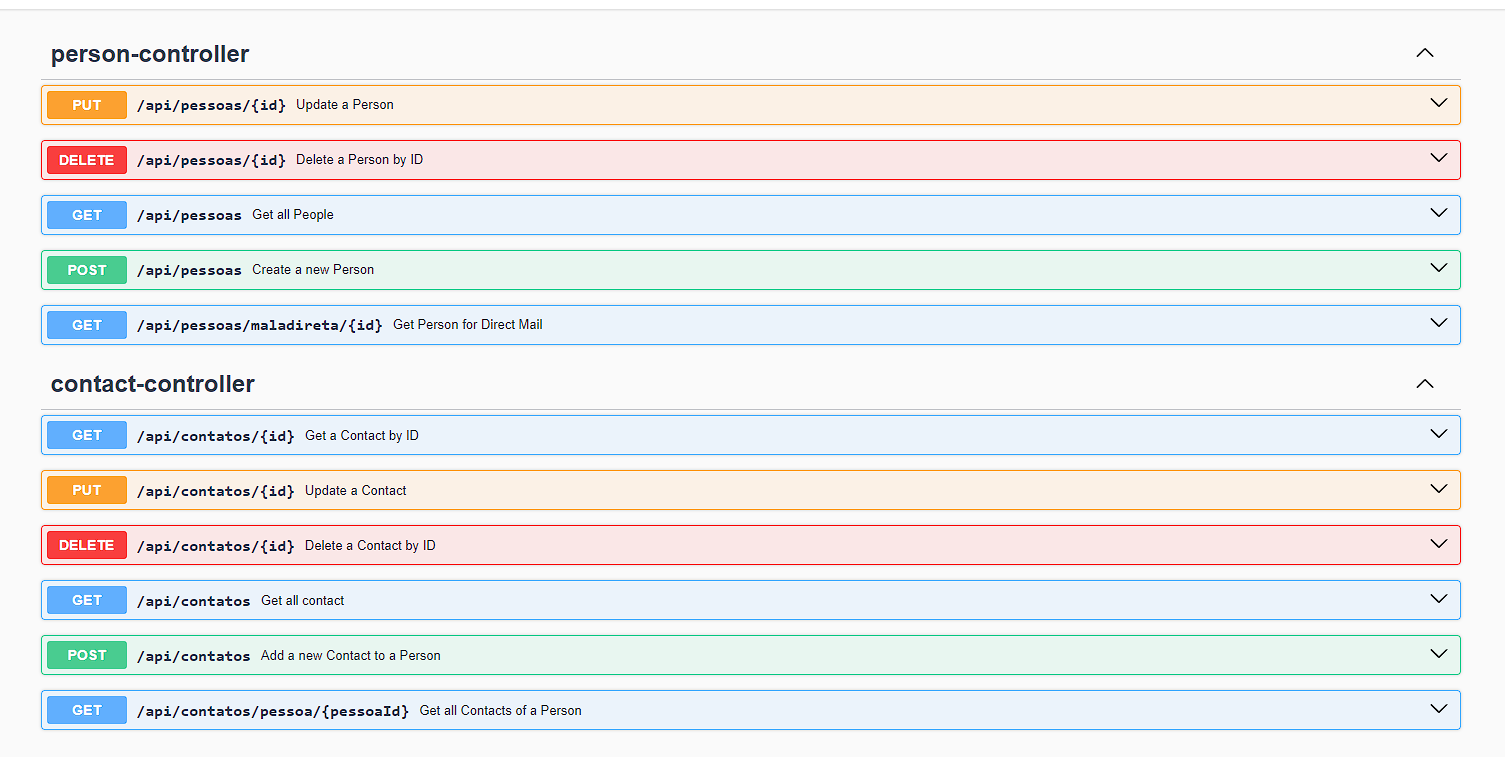 person-controller
PUT /api/pessoas/{id} Update a Person
DELETE /api/pessoas/{id} Delete a Person by ID
GET /api/pessoas Get all People
POST /api/pessoas Create a new Person
GET /api/pessoas/maladireta/{id} Get Person for Direct Mail
contact-controller
GET /api/contatos/{id} Get a Contact by ID
PUT /api/contatos/{id} Update a Contact
DELETE /api/contatos/{id} Delete a Contact by ID
GET /api/contatos Get all contact
POST /api/contatos Add a new Contact to a Person
GET /api/contatos/pessoa/{pessoaId} Get all Contacts of a Person